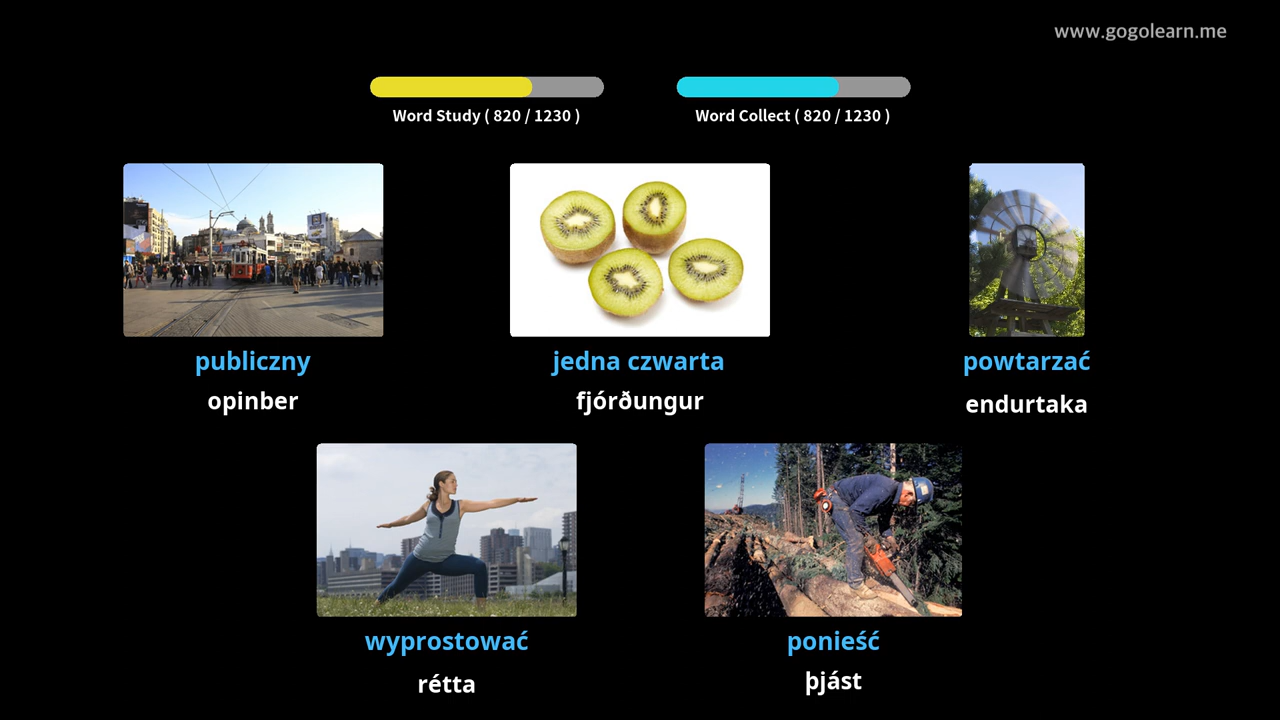 www.gogolearn.me
Word Study ( 820 / 1230 )
Word Collect ( 820 / 1230 )
publiczny
opinber
jedna czwarta
fjórðungur
powtarzać
endurtaka
wyprostować
rétta
ponieść
þjást